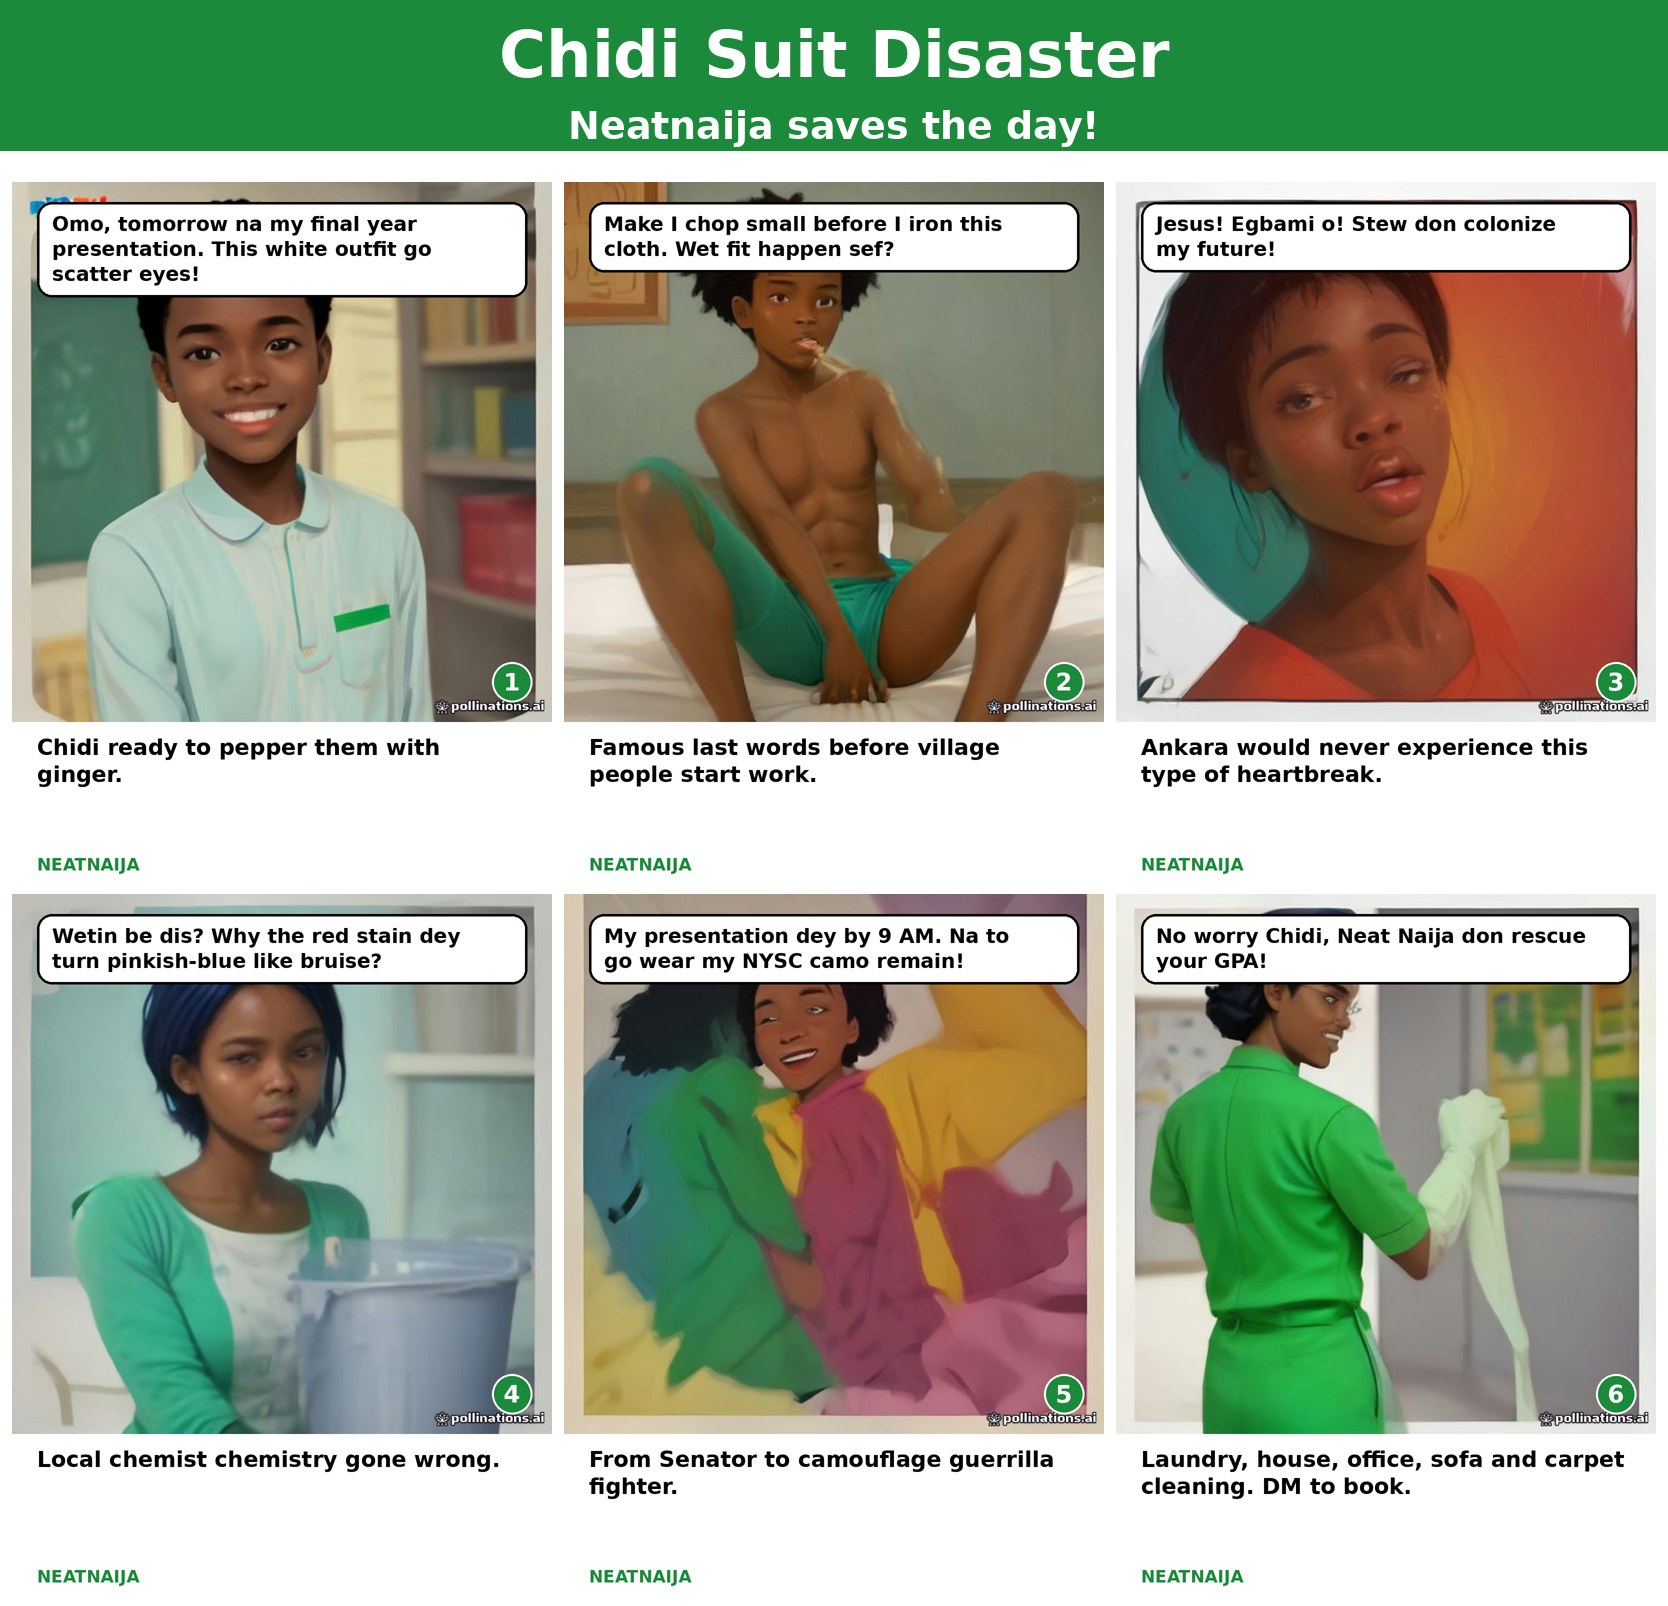 Chidi Suit Disaster
Neatnaija saves the day!
Omo, tomorrow na my final year
presentation. This white outfit go
scatter eyes!
1
pollinations.ai
Chidi ready to pepper them with
ginger.
NEATNAIJA
Make I chop small before I iron this
cloth. Wet fit happen sef?
2
pollinations.ai
Famous last words before village
people start work.
NEATNAIJA
Jesus! Egbami o! Stew don colonize
my future!
3
pollinations.ai
Ankara would never experience this
type of heartbreak.
NEATNAIJA
Wetin be dis? Why the red stain dey
turn pinkish-blue like bruise?
4
pollinations.ai
Local chemist chemistry gone wrong.
NEATNAIJA
My presentation dey by 9 AM. Na to
go wear my NYSC camo remain!
5
pollinations.ai
From Senator to camouflage guerrilla
fighter.
NEATNAIJA
No worry Chidi, Neat Naija don rescue
your GPA!
6
pollinations.ai
Laundry, house, office, sofa and carpet
cleaning. DM to book.
NEATNAIJA